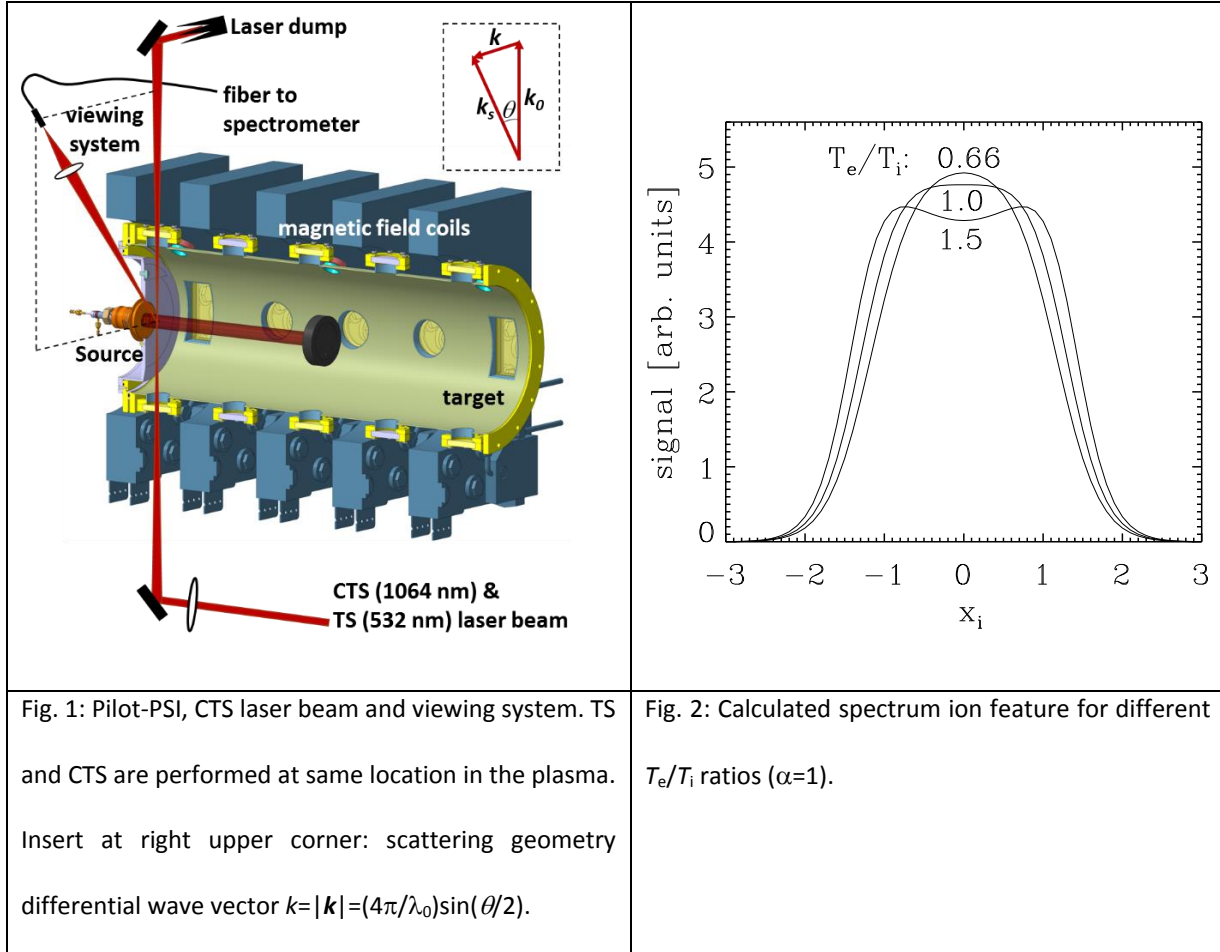 Laser dump
k
k_s θ k_0
fiber to
spectrometer
viewing
system
magnetic field coils
Source
target
CTS (1064 nm) &
TS (532 nm) laser beam
signal [arb. units]
5
4
3
2
1
0
T_e/T_i: 0.66
1.0
1.5
−3 −2 −1 0 1 2 3
x_i
Fig. 1: Pilot-PSI, CTS laser beam and viewing system. TS
and CTS are performed at same location in the plasma.
Insert at right upper corner: scattering geometry
differential wave vector k=|k|=(4π/λ₀)sin(θ/2).
Fig. 2: Calculated spectrum ion feature for different
Tₑ/Tᵢ ratios (α=1).